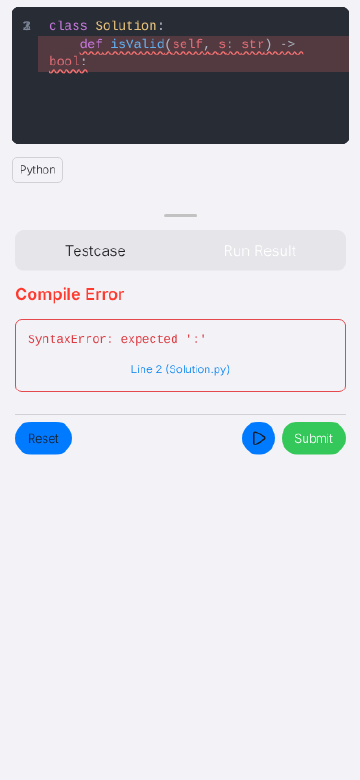 class Solution:
def isValid(self, s: str) ->
bool:
Python
Testcase
Run Result
Compile Error
SyntaxError: expected ':'
Line 2 (Solution.py)
Reset
Submit